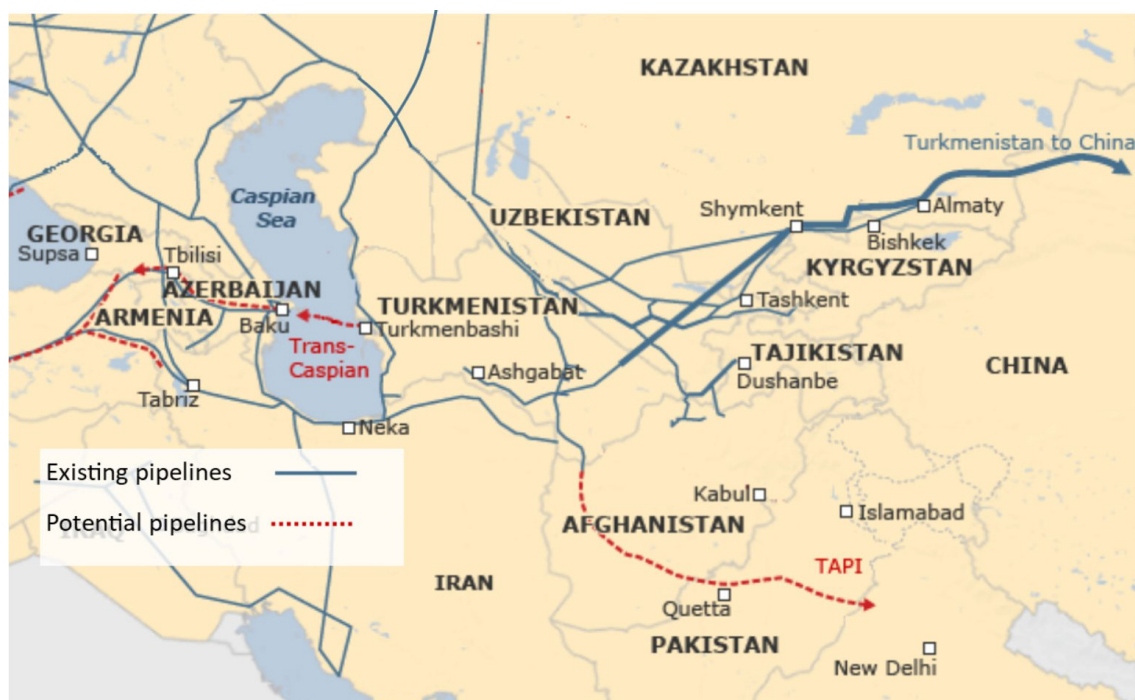 KAZAKHSTAN
Turkmenistan to China
Caspian
Sea
UZBEKISTAN
Shymkent
Almaty
GEORGIA
Bishkek
Supsa
Tbilisi
KYRGYZSTAN
AZERBAIJAN
TURKMENISTAN
Tashkent
ARMENIA
Baku
Turkmenbashi
Trans-
Caspian
TAJIKISTAN
CHINA
Ashgabat
Dushanbe
Tabriz
Neka
Existing pipelines
Kabul
Islamabad
Potential pipelines
AFGHANISTAN
IRAQ
TAPI
IRAN
Quetta
PAKISTAN
New Delhi